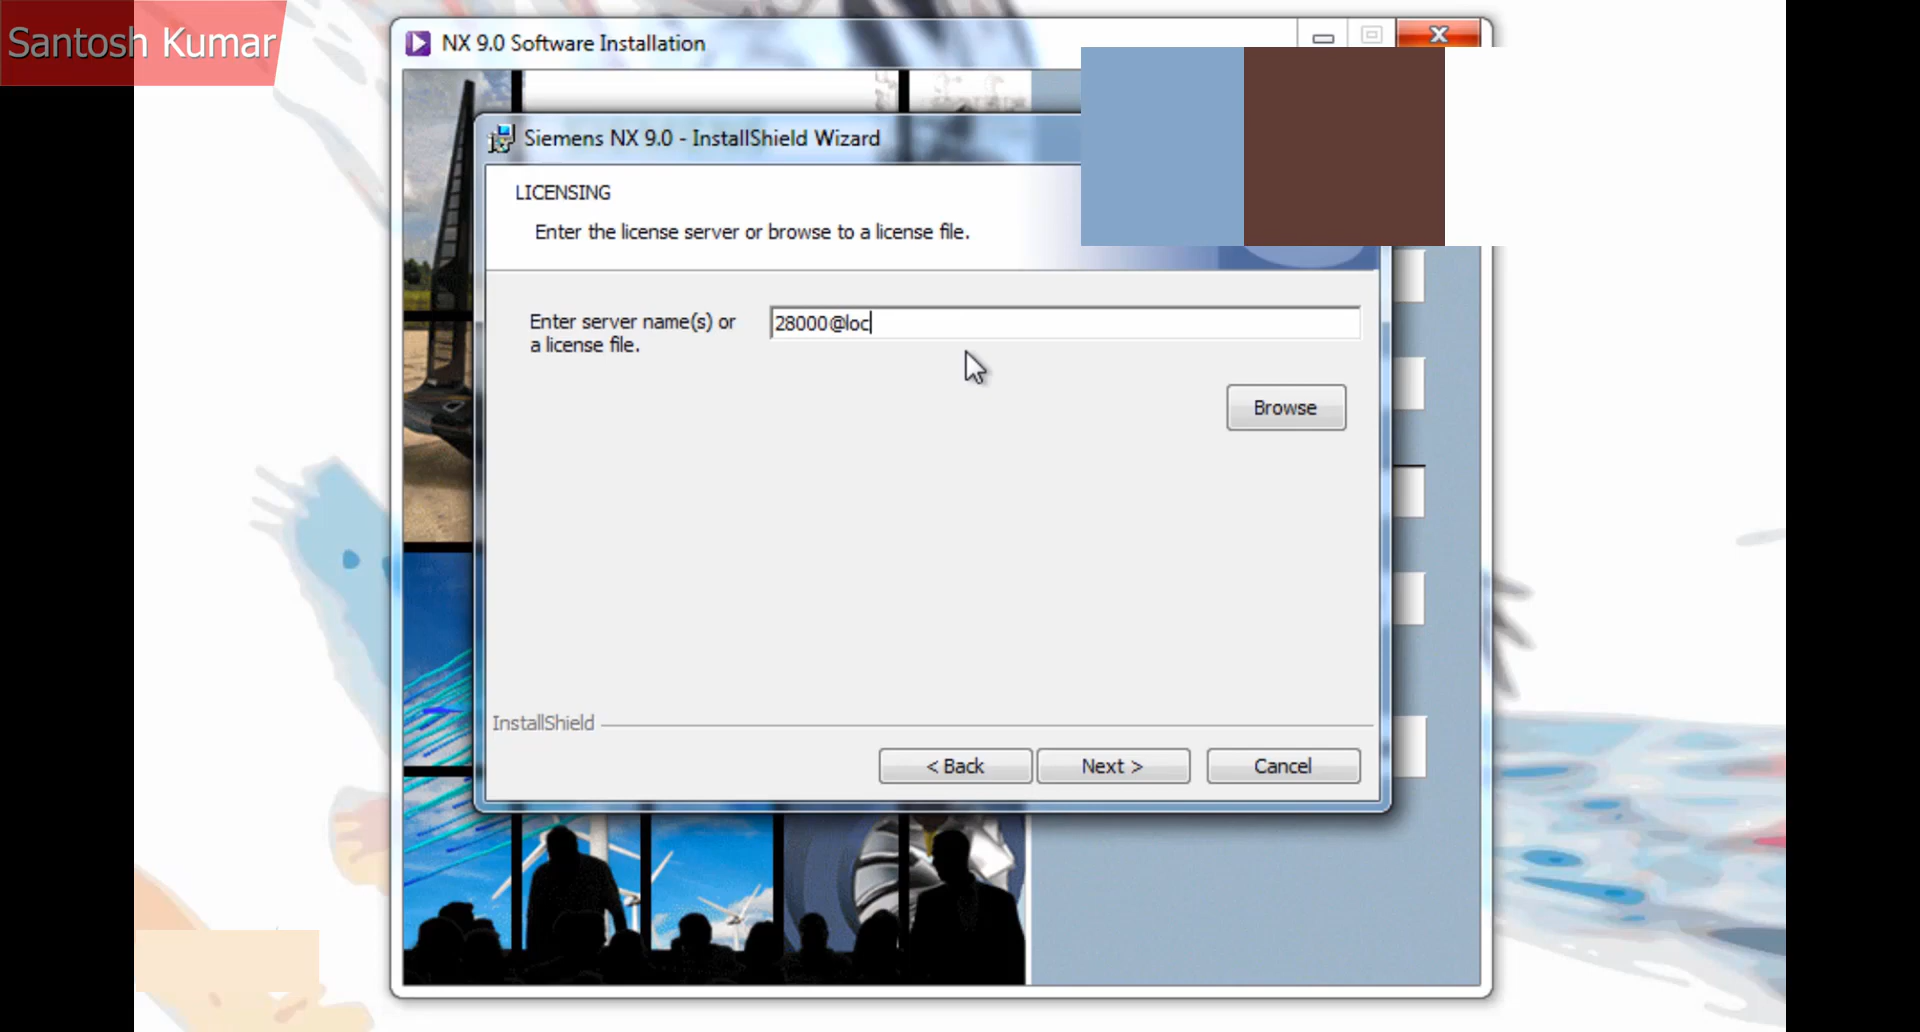 Santosh Kumar
NX 9.0 Software Installation
Siemens NX 9.0 - InstallShield Wizard
LICENSING
Enter the license server or browse to a license file.
Enter server name(s) or
a license file.
28000@loc
Browse
InstallShield
< Back
Next >
Cancel